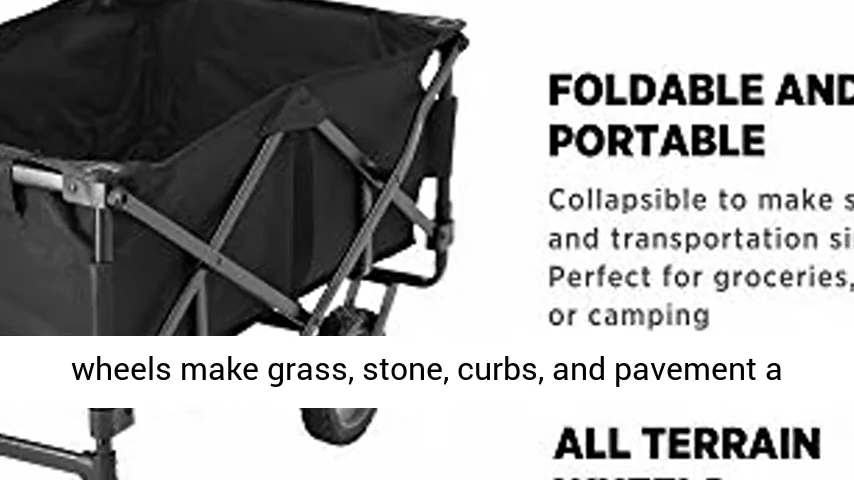 FOLDABLE AND
PORTABLE
Collapsible to make s
and transportation si
Perfect for groceries,
or camping
wheels make grass, stone, curbs, and pavement a
ALL TERRAIN